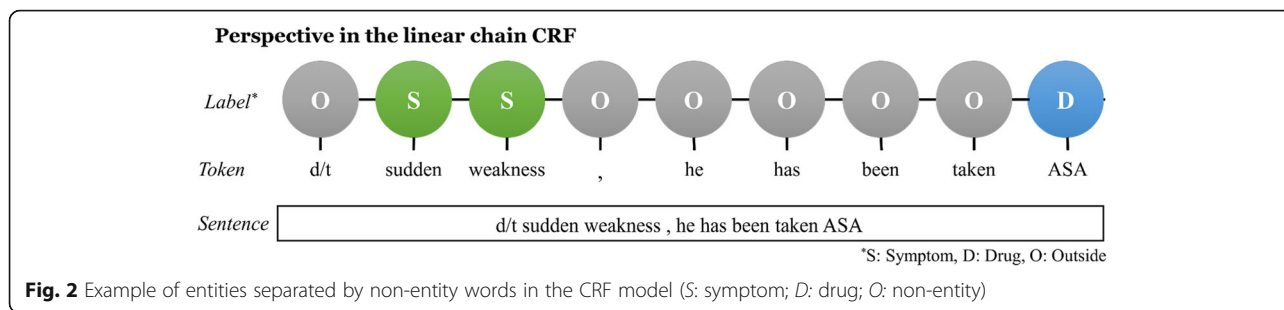 Perspective in the linear chain CRF
Label* O S S O O O O O D
Token d/t sudden weakness , he has been taken ASA
Sentence d/t sudden weakness , he has been taken ASA
*S: Symptom, D: Drug, O: Outside
Fig. 2 Example of entities separated by non-entity words in the CRF model (S: symptom; D: drug; O: non-entity)